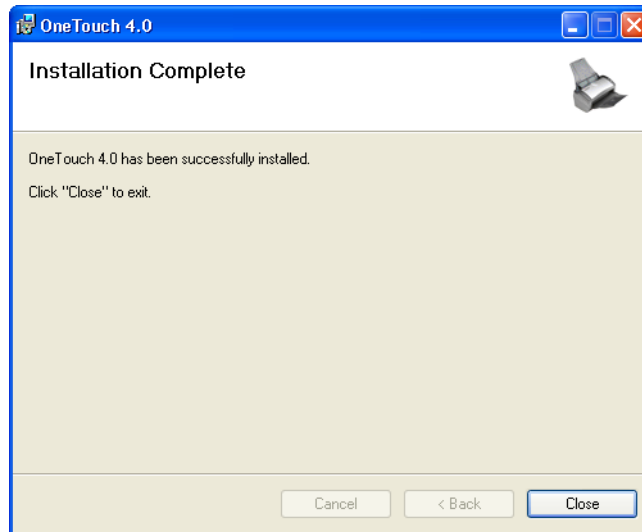 OneTouch 4.0
Installation Complete
OneTouch 4.0 has been successfully installed.
Click "Close" to exit.
Cancel
< Back
Close